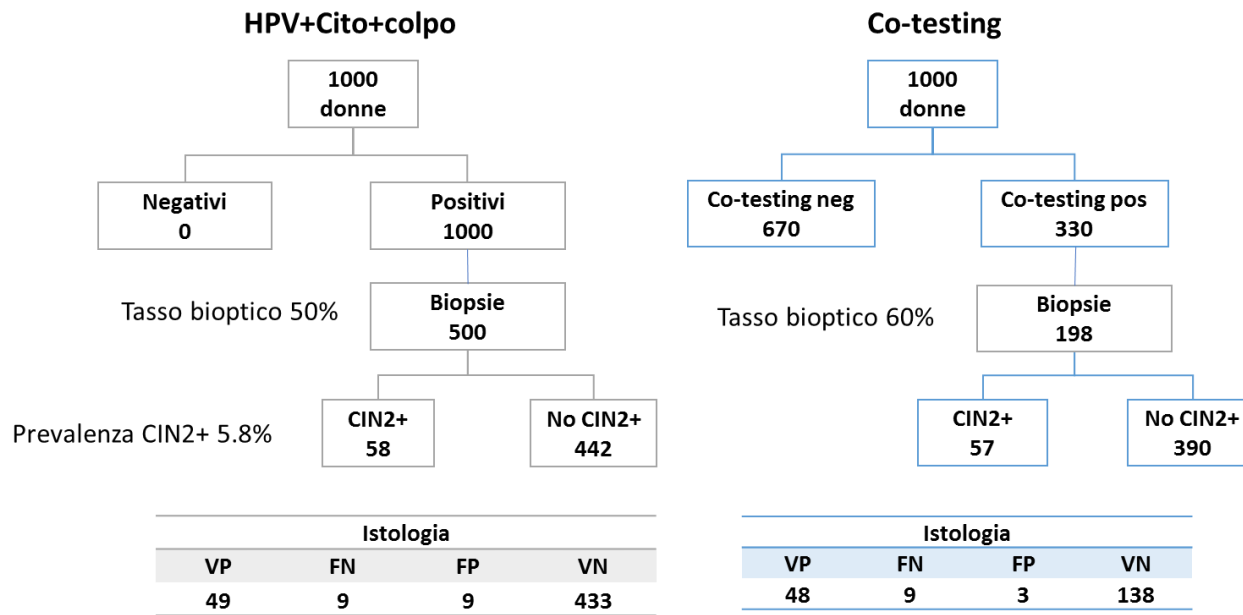 HPV+Cito+colpo
1000
donne
Negativi
0
Positivi
1000
Tasso bioptico 50%
Biopsie
500
Prevalenza CIN2+ 5.8%
CIN2+
58
No CIN2+
442
Istologia
VP FN FP VN
49 9 9 433
Co-testing
1000
donne
Co-testing neg
670
Co-testing pos
330
Tasso bioptico 60%
Biopsie
198
CIN2+
57
No CIN2+
390
Istologia
VP FN FP VN
48 9 3 138